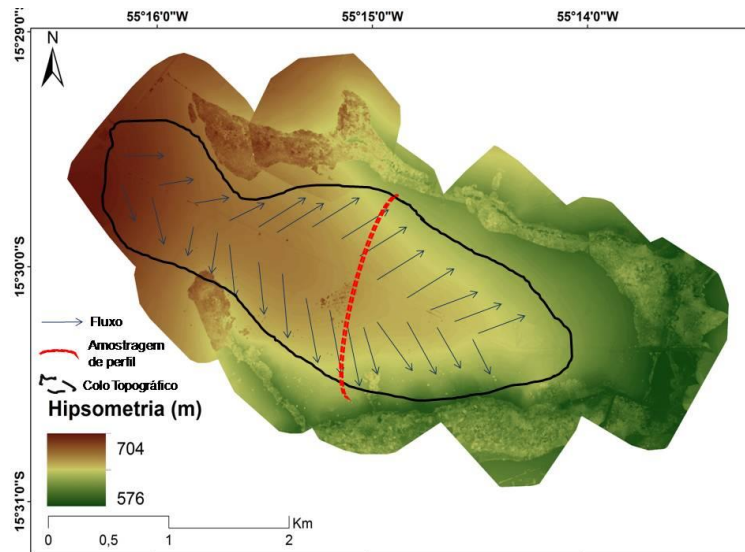 55°16'0"W 55°15'0"W 55°14'0"W
15°29'0"S
N
15°30'0"S
Fluxo
Amostragem
de perfil
Colo Topográfico
Hipsometria (m)
704
576
15°31'0"S
Km
0 0,5 1 2